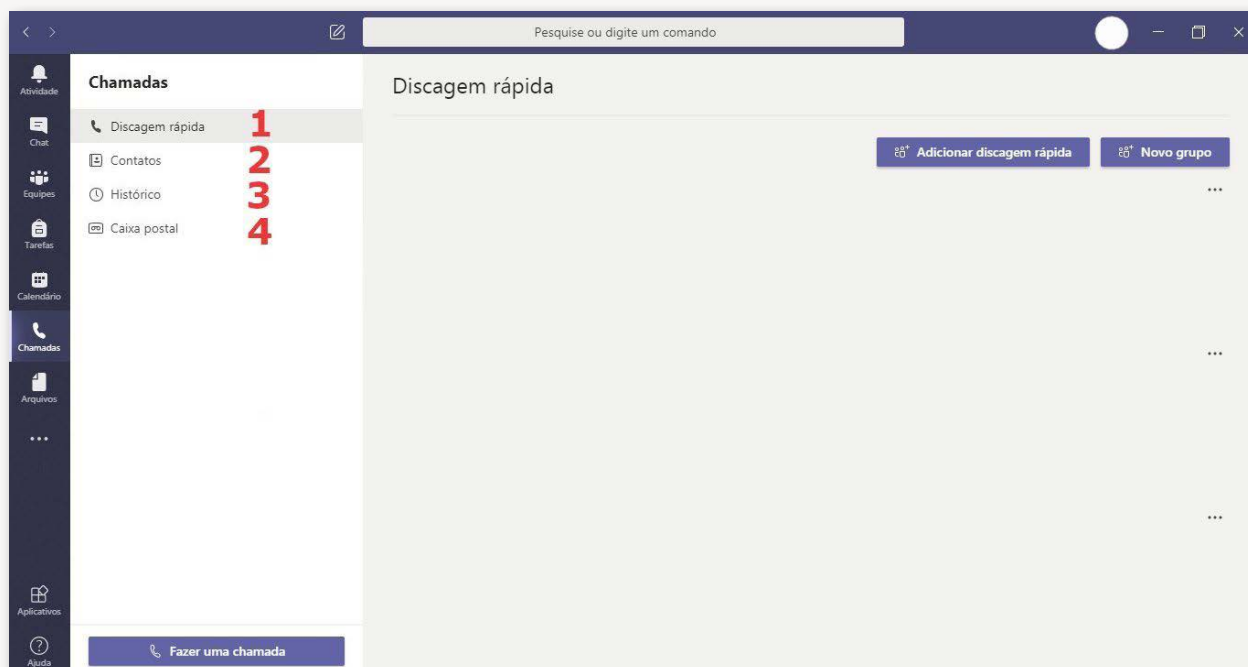 Pesquise ou digite um comando
Atividade
Chat
Equipes
Tarefas
Calendário
Chamadas
Arquivos
Aplicativos
Ajuda
Chamadas
Discagem rápida 1
Contatos 2
Histórico 3
Caixa postal 4
Fazer uma chamada
Discagem rápida
Adicionar discagem rápida
Novo grupo